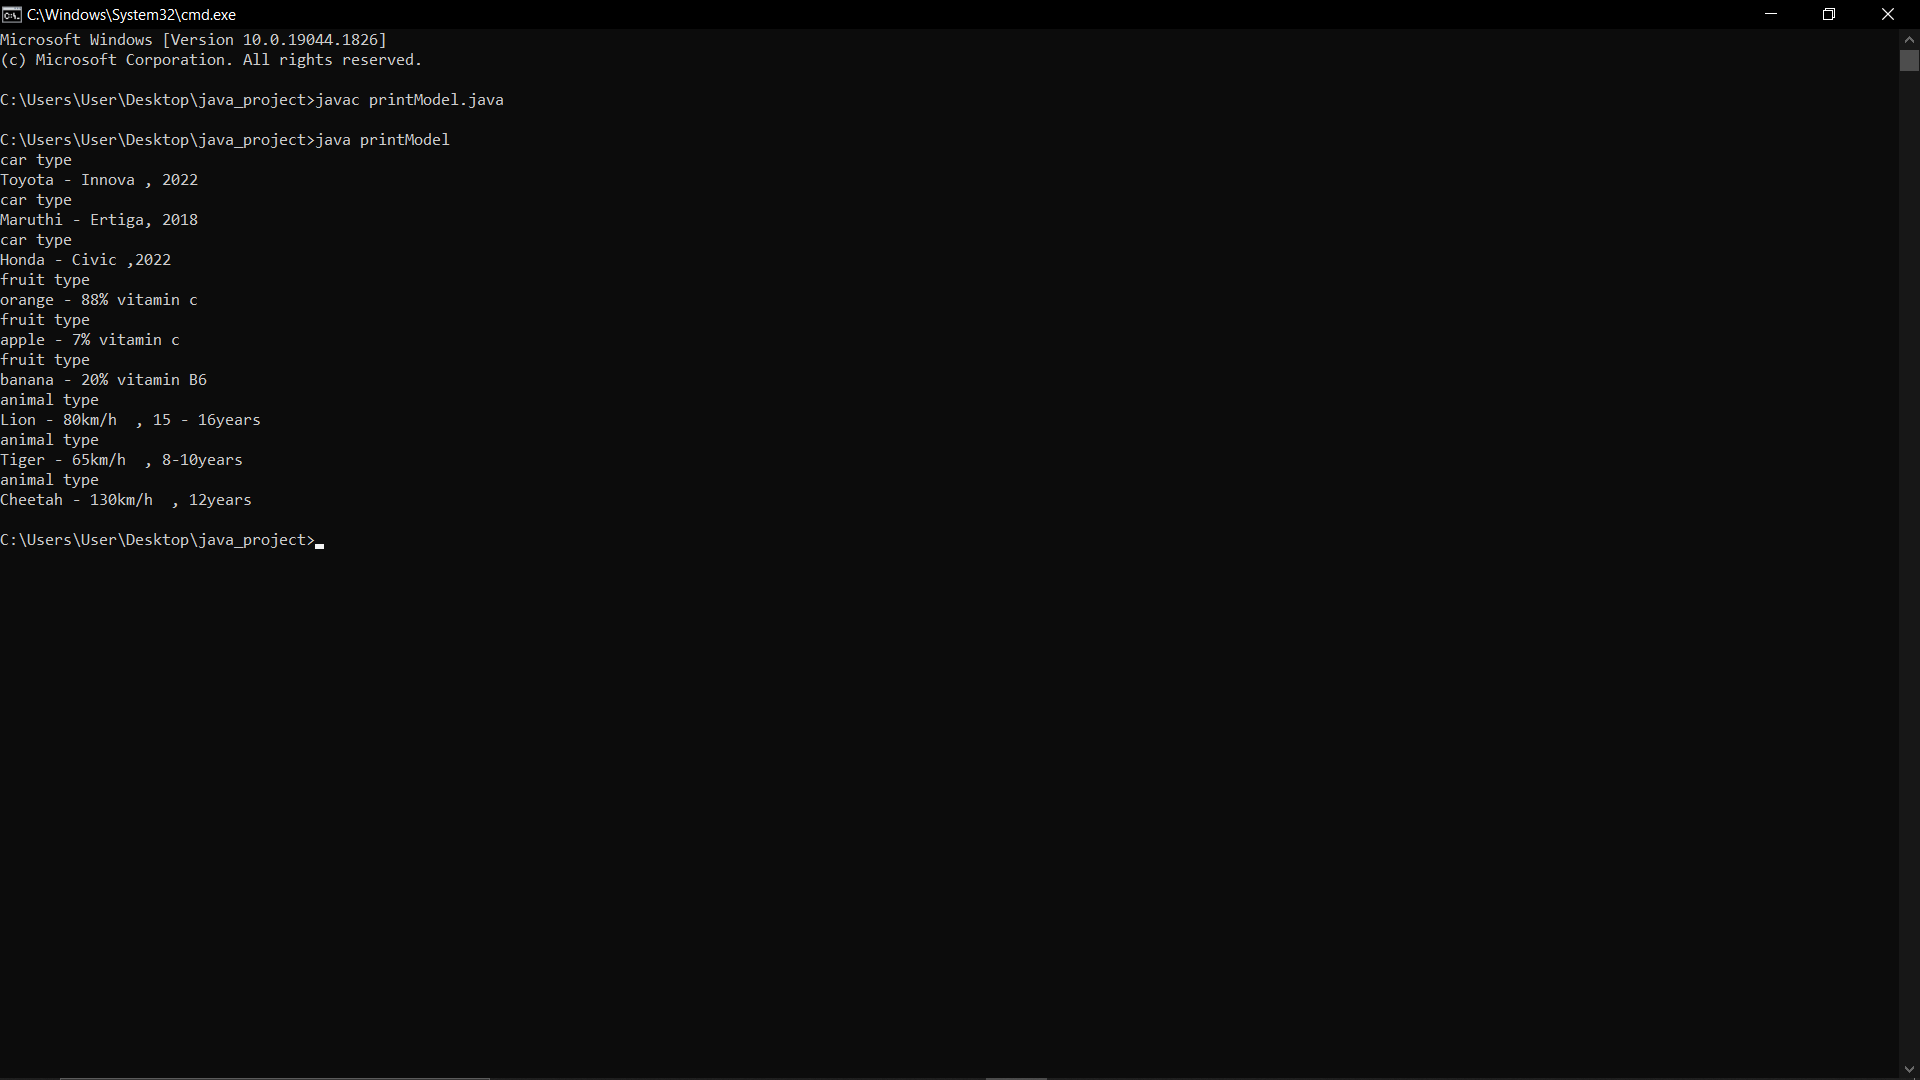 C:\Windows\System32\cmd.exe
Microsoft Windows [Version 10.0.19044.1826]
(c) Microsoft Corporation. All rights reserved.
C:\Users\User\Desktop\java_project>javac printModel.java
C:\Users\User\Desktop\java_project>java printModel
car type
Toyota - Innova , 2022
car type
Maruthi - Ertiga, 2018
car type
Honda - Civic ,2022
fruit type
orange - 88% vitamin c
fruit type
apple - 7% vitamin c
fruit type
banana - 20% vitamin B6
animal type
Lion - 80km/h  , 15 - 16years
animal type
Tiger - 65km/h  , 8-10years
animal type
Cheetah - 130km/h  , 12years
C:\Users\User\Desktop\java_project>